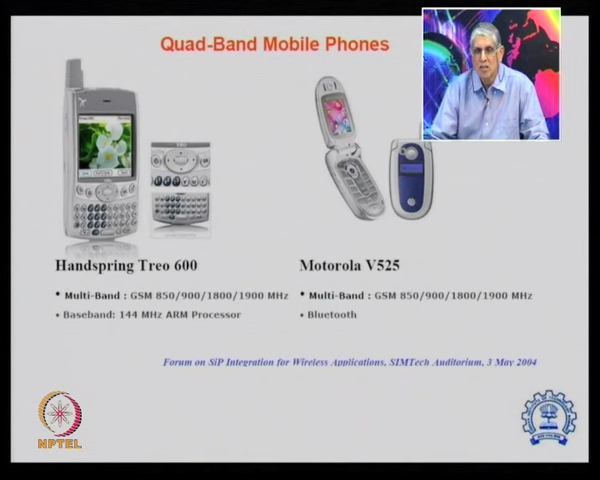 Quad-Band Mobile Phones
Handspring Treo 600
• Multi-Band : GSM 850/900/1800/1900 MHz
• Baseband: 144 MHz ARM Processor
Motorola V525
• Multi-Band : GSM 850/900/1800/1900 MHz
• Bluetooth
Forum on SiP Integration for Wireless Applications, SIMTech Auditorium, 3 May 2004
NPTEL